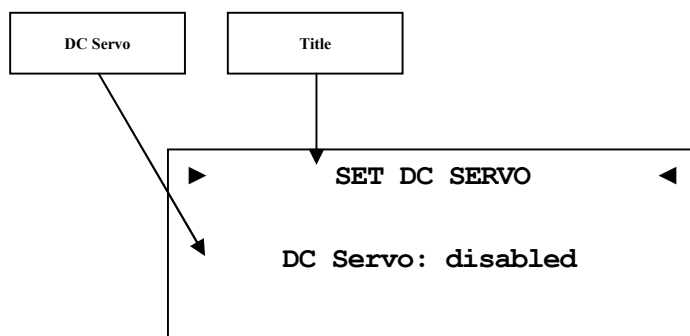 DC Servo
Title
► SET DC SERVO ◄
DC Servo: disabled